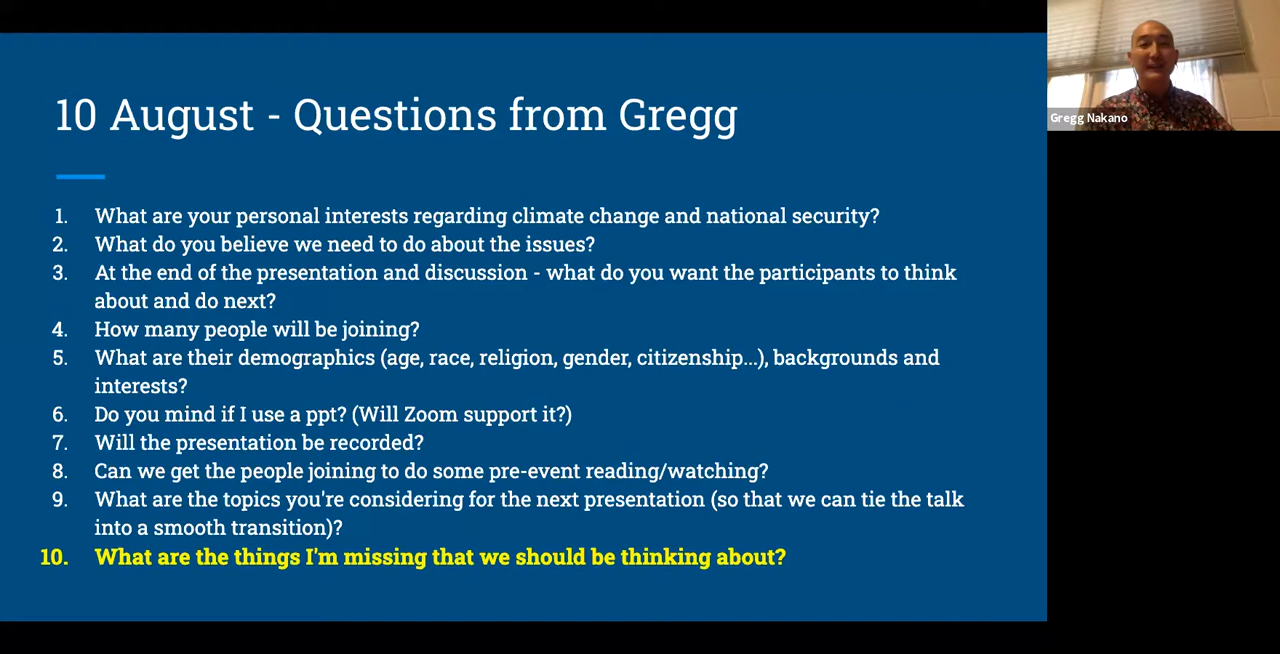 10 August - Questions from Gregg
1. What are your personal interests regarding climate change and national security?
2. What do you believe we need to do about the issues?
3. At the end of the presentation and discussion - what do you want the participants to think
about and do next?
4. How many people will be joining?
5. What are their demographics (age, race, religion, gender, citizenship...), backgrounds and
interests?
6. Do you mind if I use a ppt? (Will Zoom support it?)
7. Will the presentation be recorded?
8. Can we get the people joining to do some pre-event reading/watching?
9. What are the topics you're considering for the next presentation (so that we can tie the talk
into a smooth transition)?
10. What are the things I'm missing that we should be thinking about?
Gregg Nakano